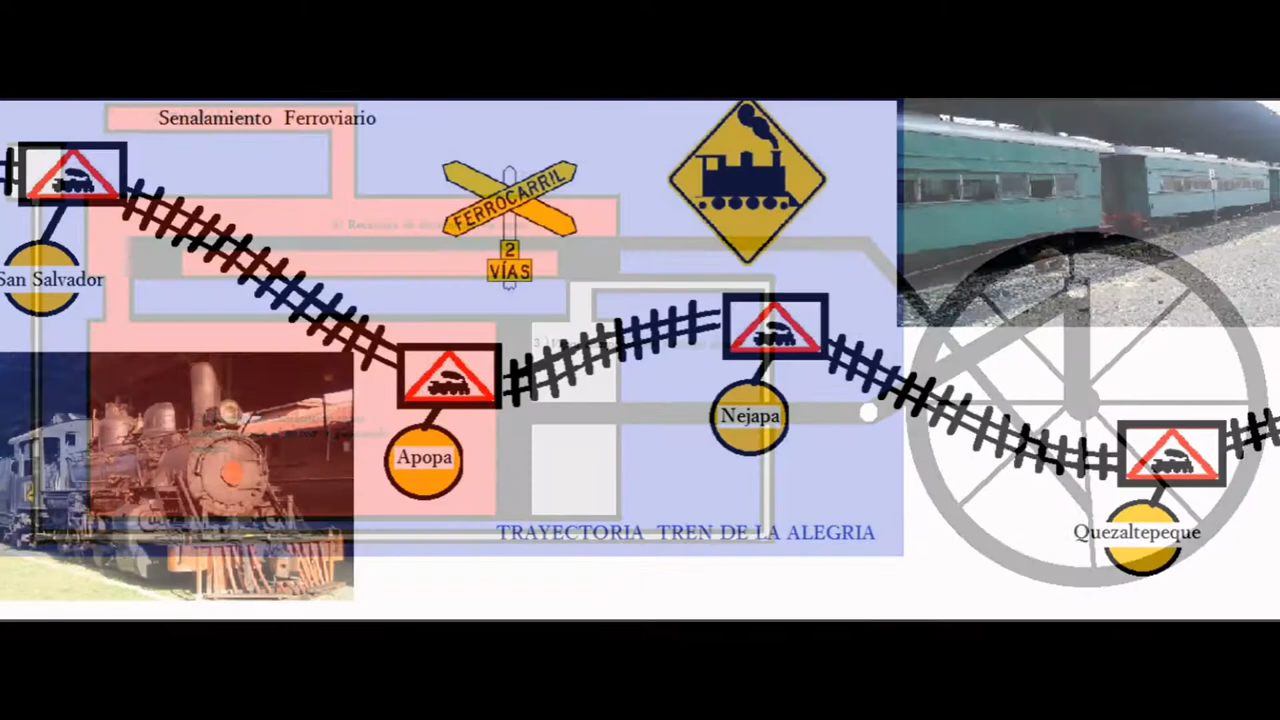 Senalamiento Ferroviario
FERROCARRIL
2
VÍAS
San Salvador
Apopa
Nejapa
TRAYECTORIA TREN DE LA ALEGRIA
Quezaltepeque